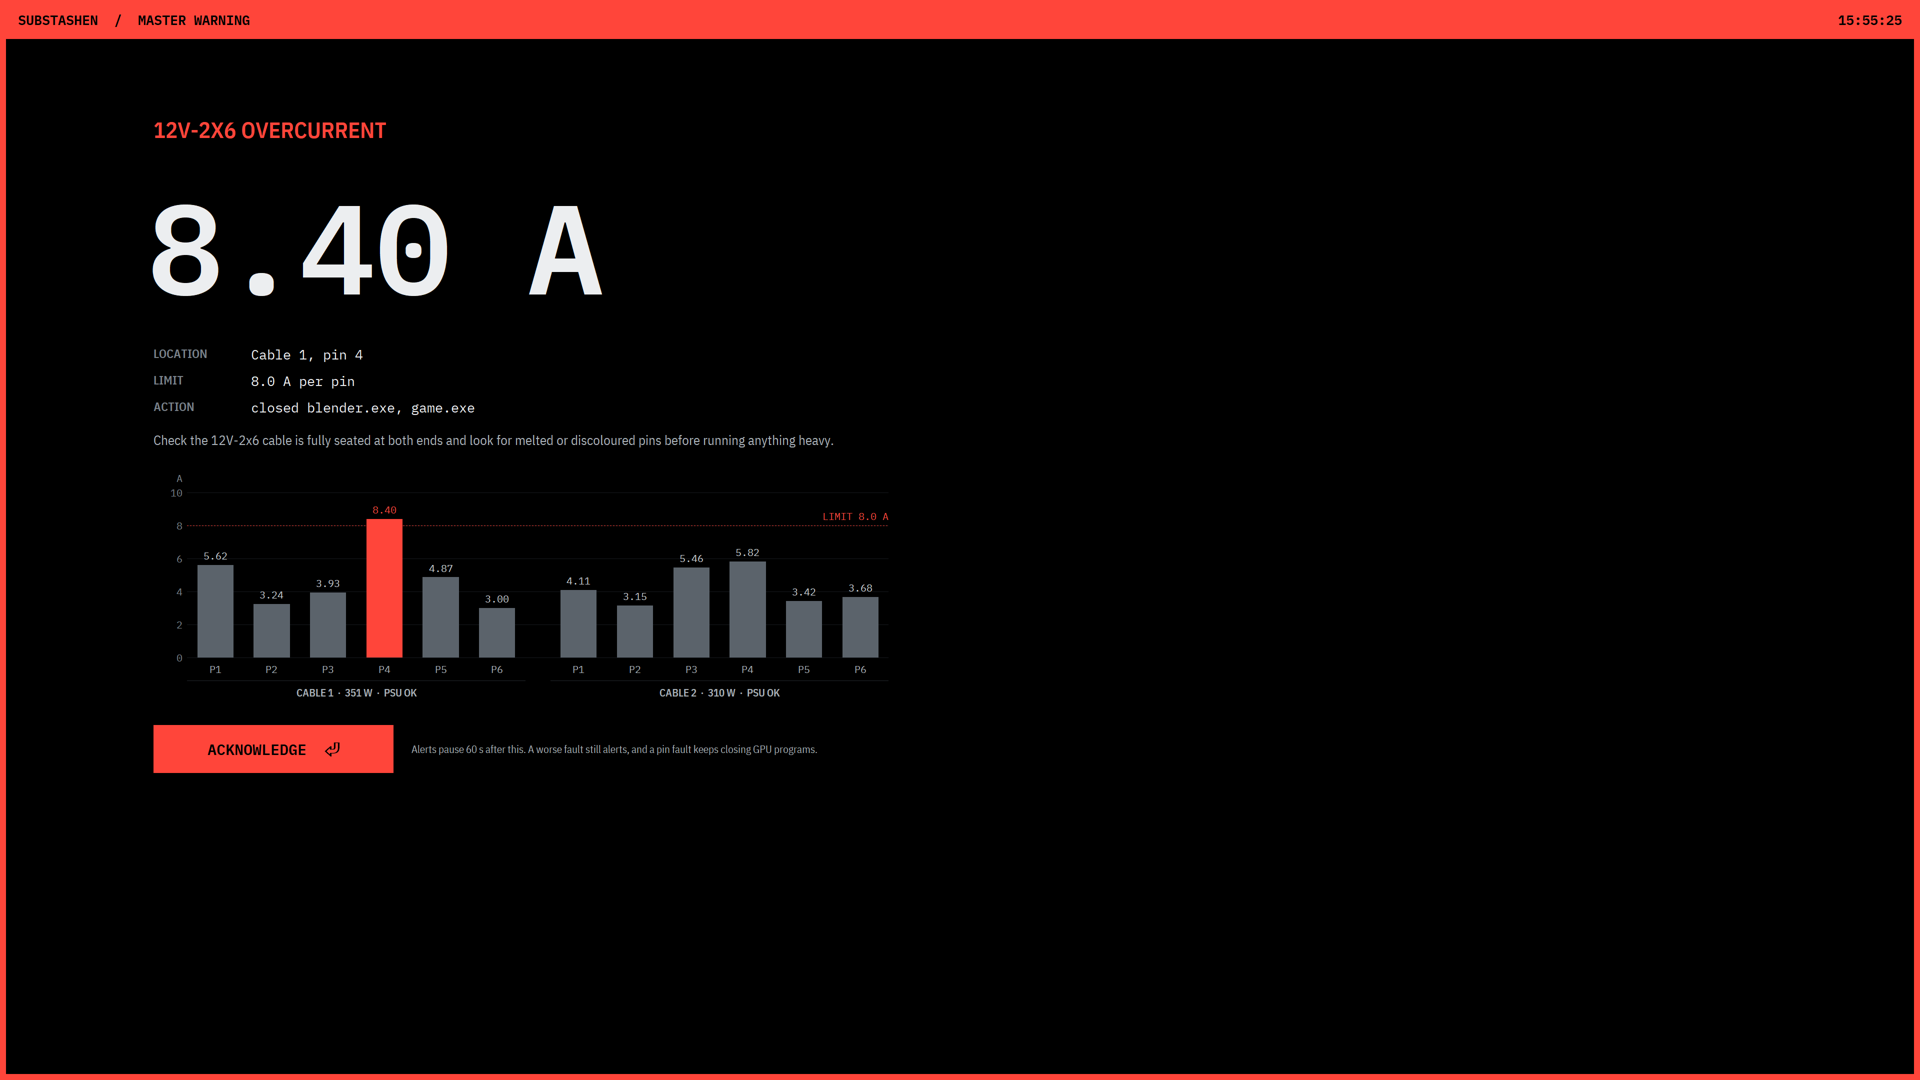 SUBSTASHEN / MASTER WARNING 15:55:25
12V-2X6 OVERCURRENT
8.40 A
LOCATION Cable 1, pin 4
LIMIT 8.0 A per pin
ACTION closed blender.exe, game.exe
Check the 12V-2x6 cable is fully seated at both ends and look for melted or discoloured pins before running anything heavy.
A
10
8
6
4
2
0
LIMIT 8.0 A
5.62 3.24 3.93 8.40 4.87 3.00 4.11 3.15 5.46 5.82 3.42 3.68
P1 P2 P3 P4 P5 P6 P1 P2 P3 P4 P5 P6
CABLE 1 · 351 W · PSU OK CABLE 2 · 310 W · PSU OK
ACKNOWLEDGE
Alerts pause 60 s after this. A worse fault still alerts, and a pin fault keeps closing GPU programs.